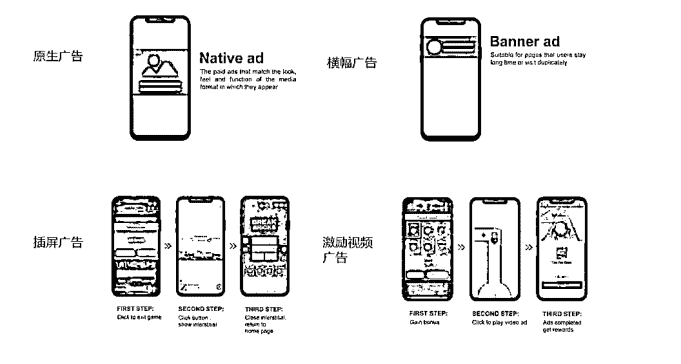 原生广告
Native ad
The paid ads that match the look,
feel and function of the media
format in which they appear
横幅广告
Banner ad
Suitable for pages that users stay
long time or visit duplicately
插屏广告
FIRST STEP:
Click to exit game
SECOND STEP:
Click button ,
show interstitial
THIRD STEP:
Close interstitial,
return to
home page
激励视频
广告
FIRST STEP:
Gain bonus
SECOND STEP:
Click to play video ad
THIRD STEP:
Ads completed
get rewards